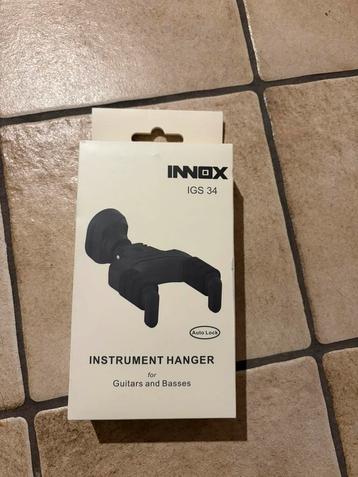 INNOX
IGS 34
Auto Lock
INSTRUMENT HANGER
for
Guitars and Basses